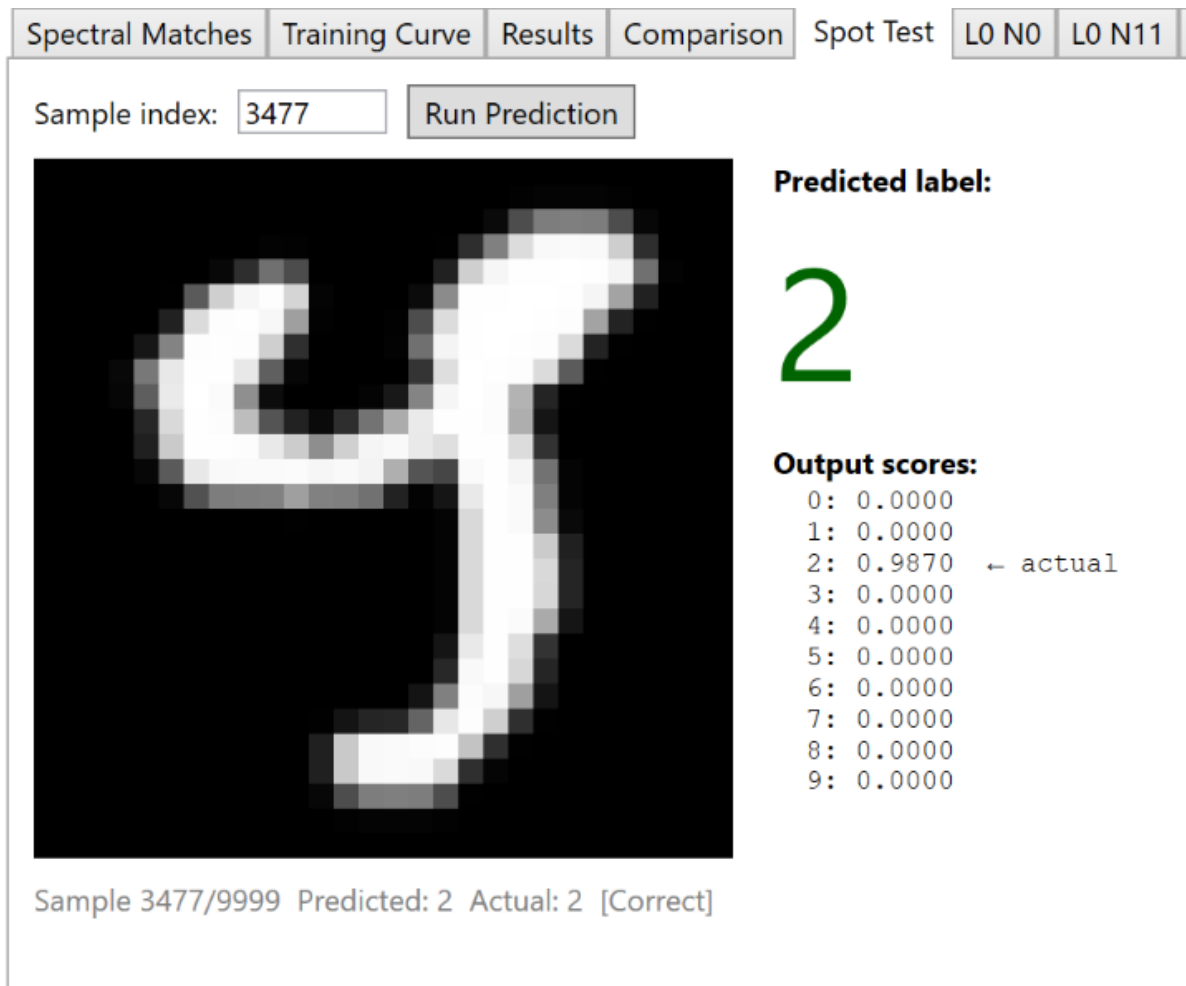 Spectral Matches Training Curve Results Comparison Spot Test L0 N0 L0 N11
Sample index: 3477 Run Prediction
Predicted label:
2
Output scores:
0: 0.0000
1: 0.0000
2: 0.9870 ← actual
3: 0.0000
4: 0.0000
5: 0.0000
6: 0.0000
7: 0.0000
8: 0.0000
9: 0.0000
Sample 3477/9999 Predicted: 2 Actual: 2 [Correct]